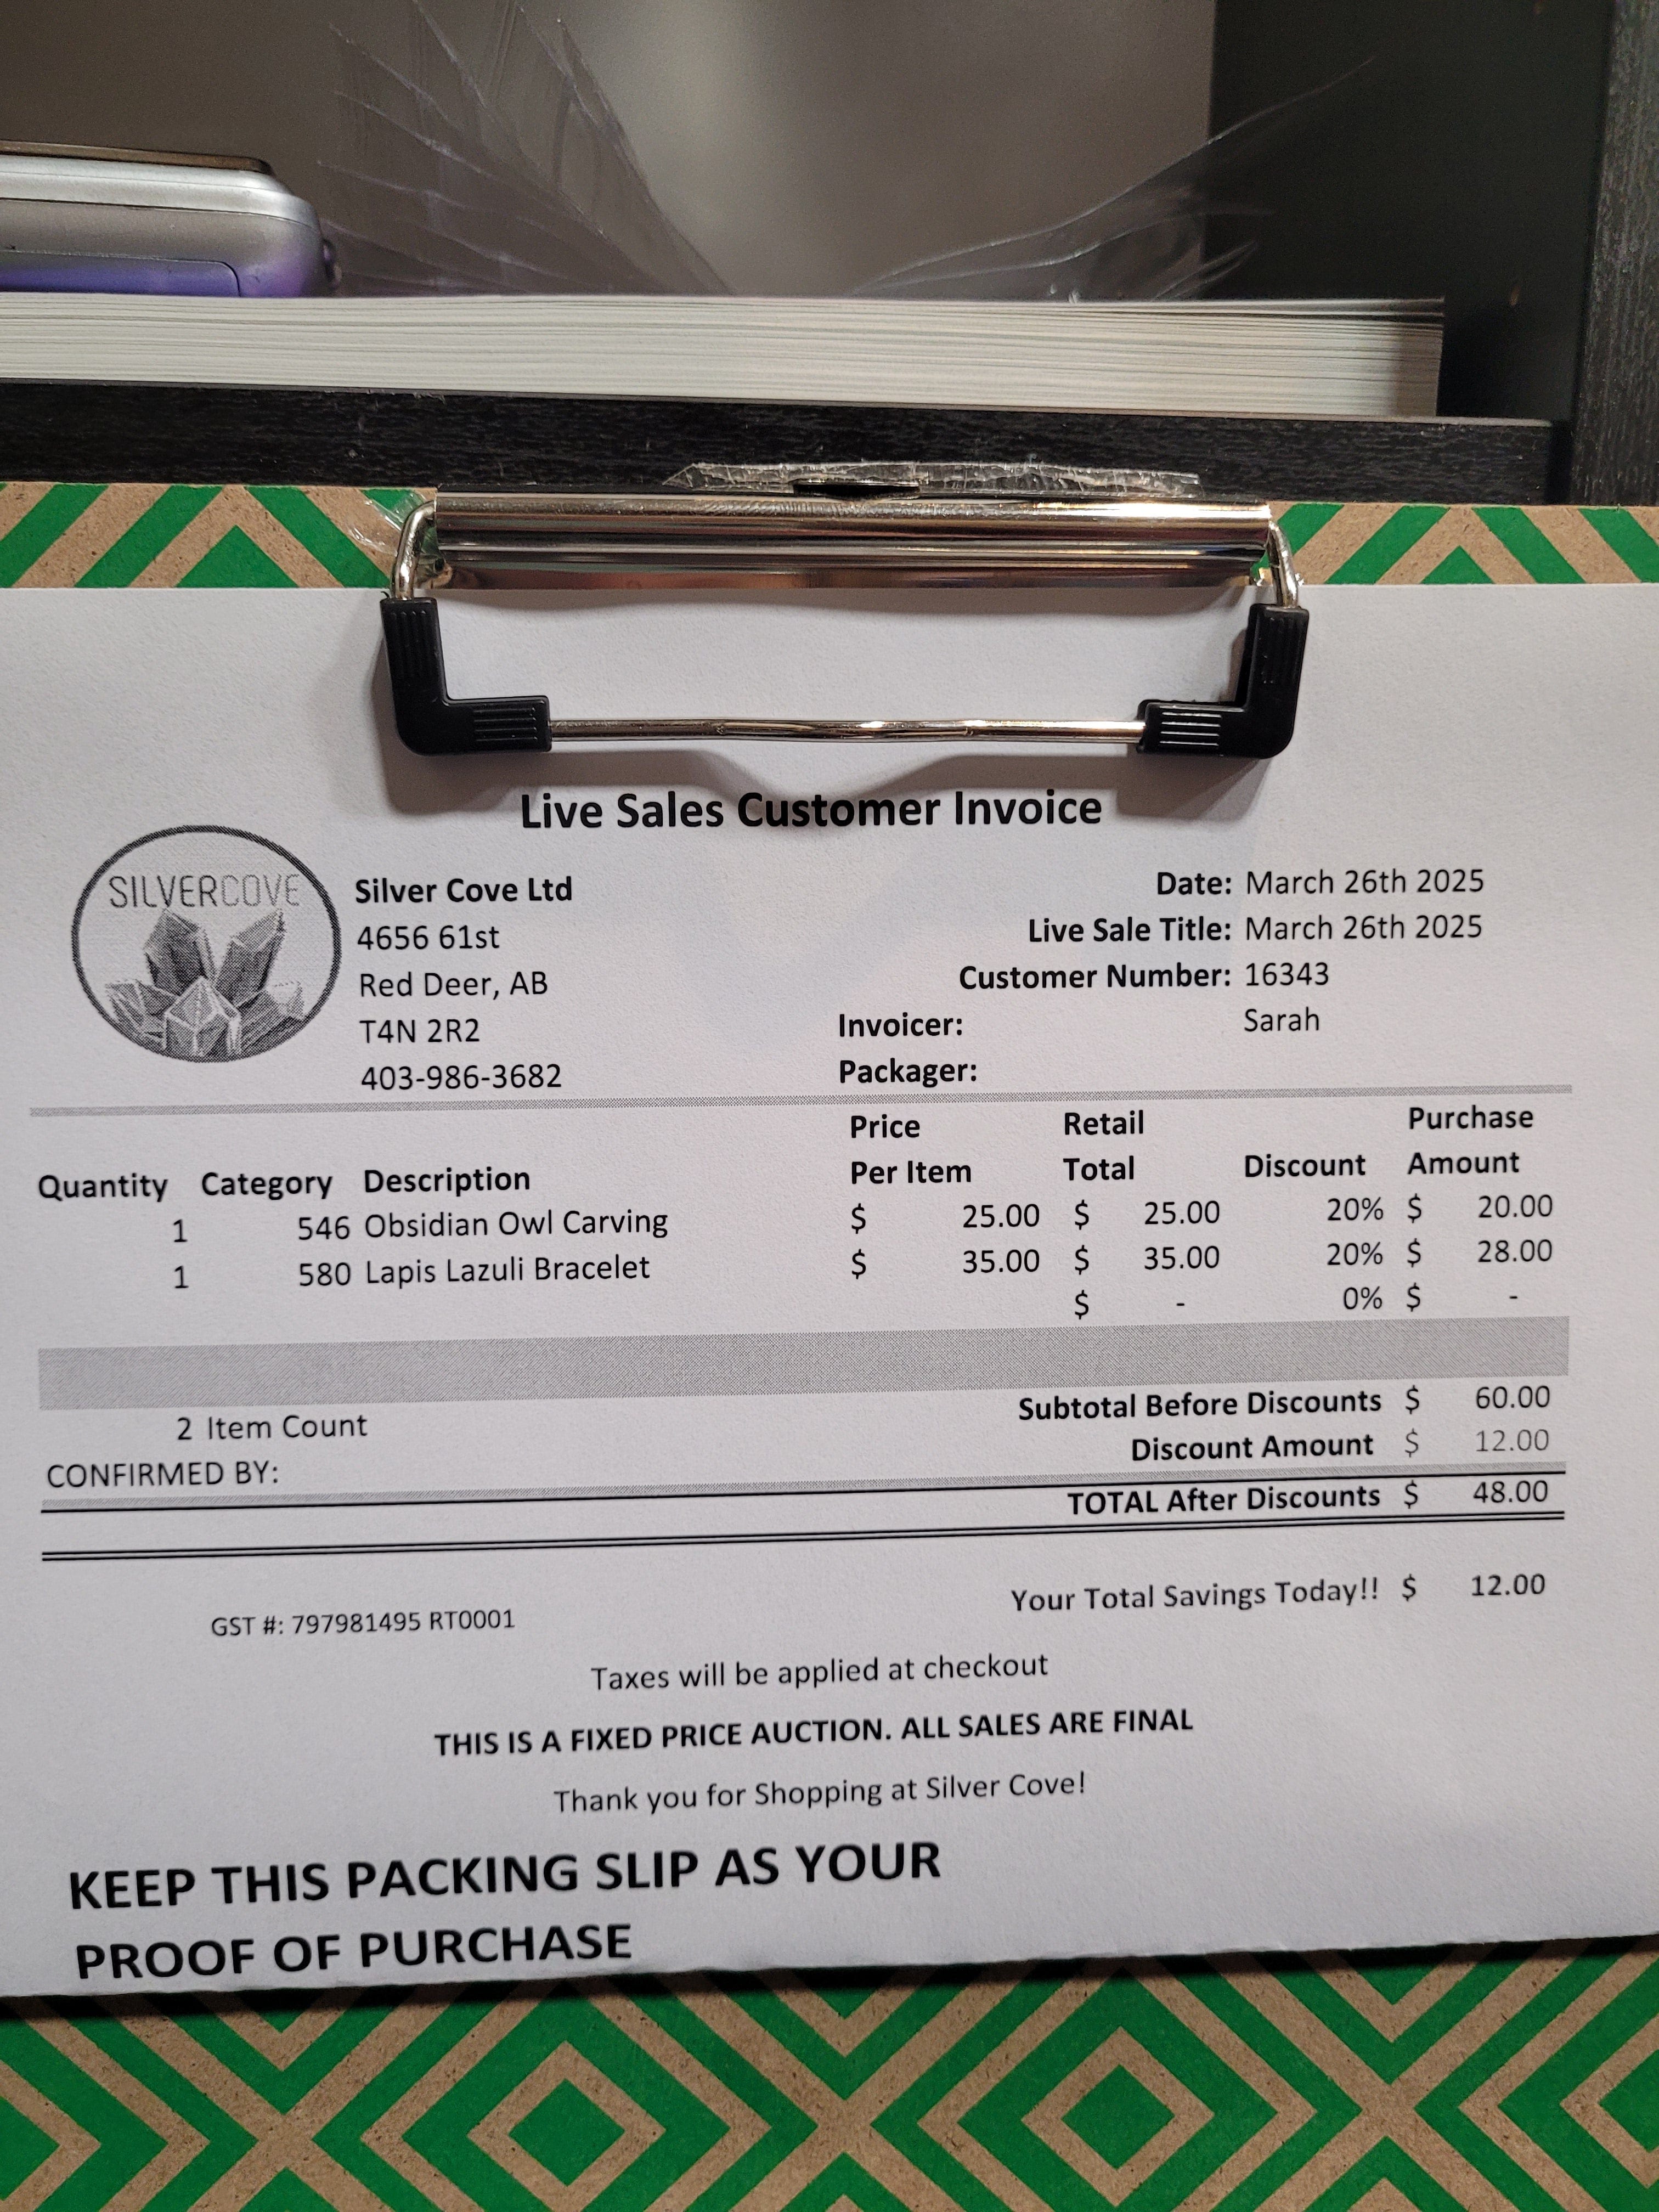 Live Sales Customer Invoice
SILVERCOVE
Silver Cove Ltd
4656 61st
Red Deer, AB
T4N 2R2
403-986-3682
Date: March 26th 2025
Live Sale Title: March 26th 2025
Customer Number: 16343
Invoicer: Sarah
Packager:
Quantity Category Description Price Per Item Retail Total Discount Purchase Amount
1 546 Obsidian Owl Carving $ 25.00 $ 25.00 20% $ 20.00
1 580 Lapis Lazuli Bracelet $ 35.00 $ 35.00 20% $ 28.00
$ - 0% $ -
Subtotal Before Discounts $ 60.00
2 Item Count
Discount Amount $ 12.00
CONFIRMED BY:
TOTAL After Discounts $ 48.00
Your Total Savings Today!! $ 12.00
GST #: 797981495 RT0001
Taxes will be applied at checkout
THIS IS A FIXED PRICE AUCTION. ALL SALES ARE FINAL
Thank you for Shopping at Silver Cove!
KEEP THIS PACKING SLIP AS YOUR
PROOF OF PURCHASE